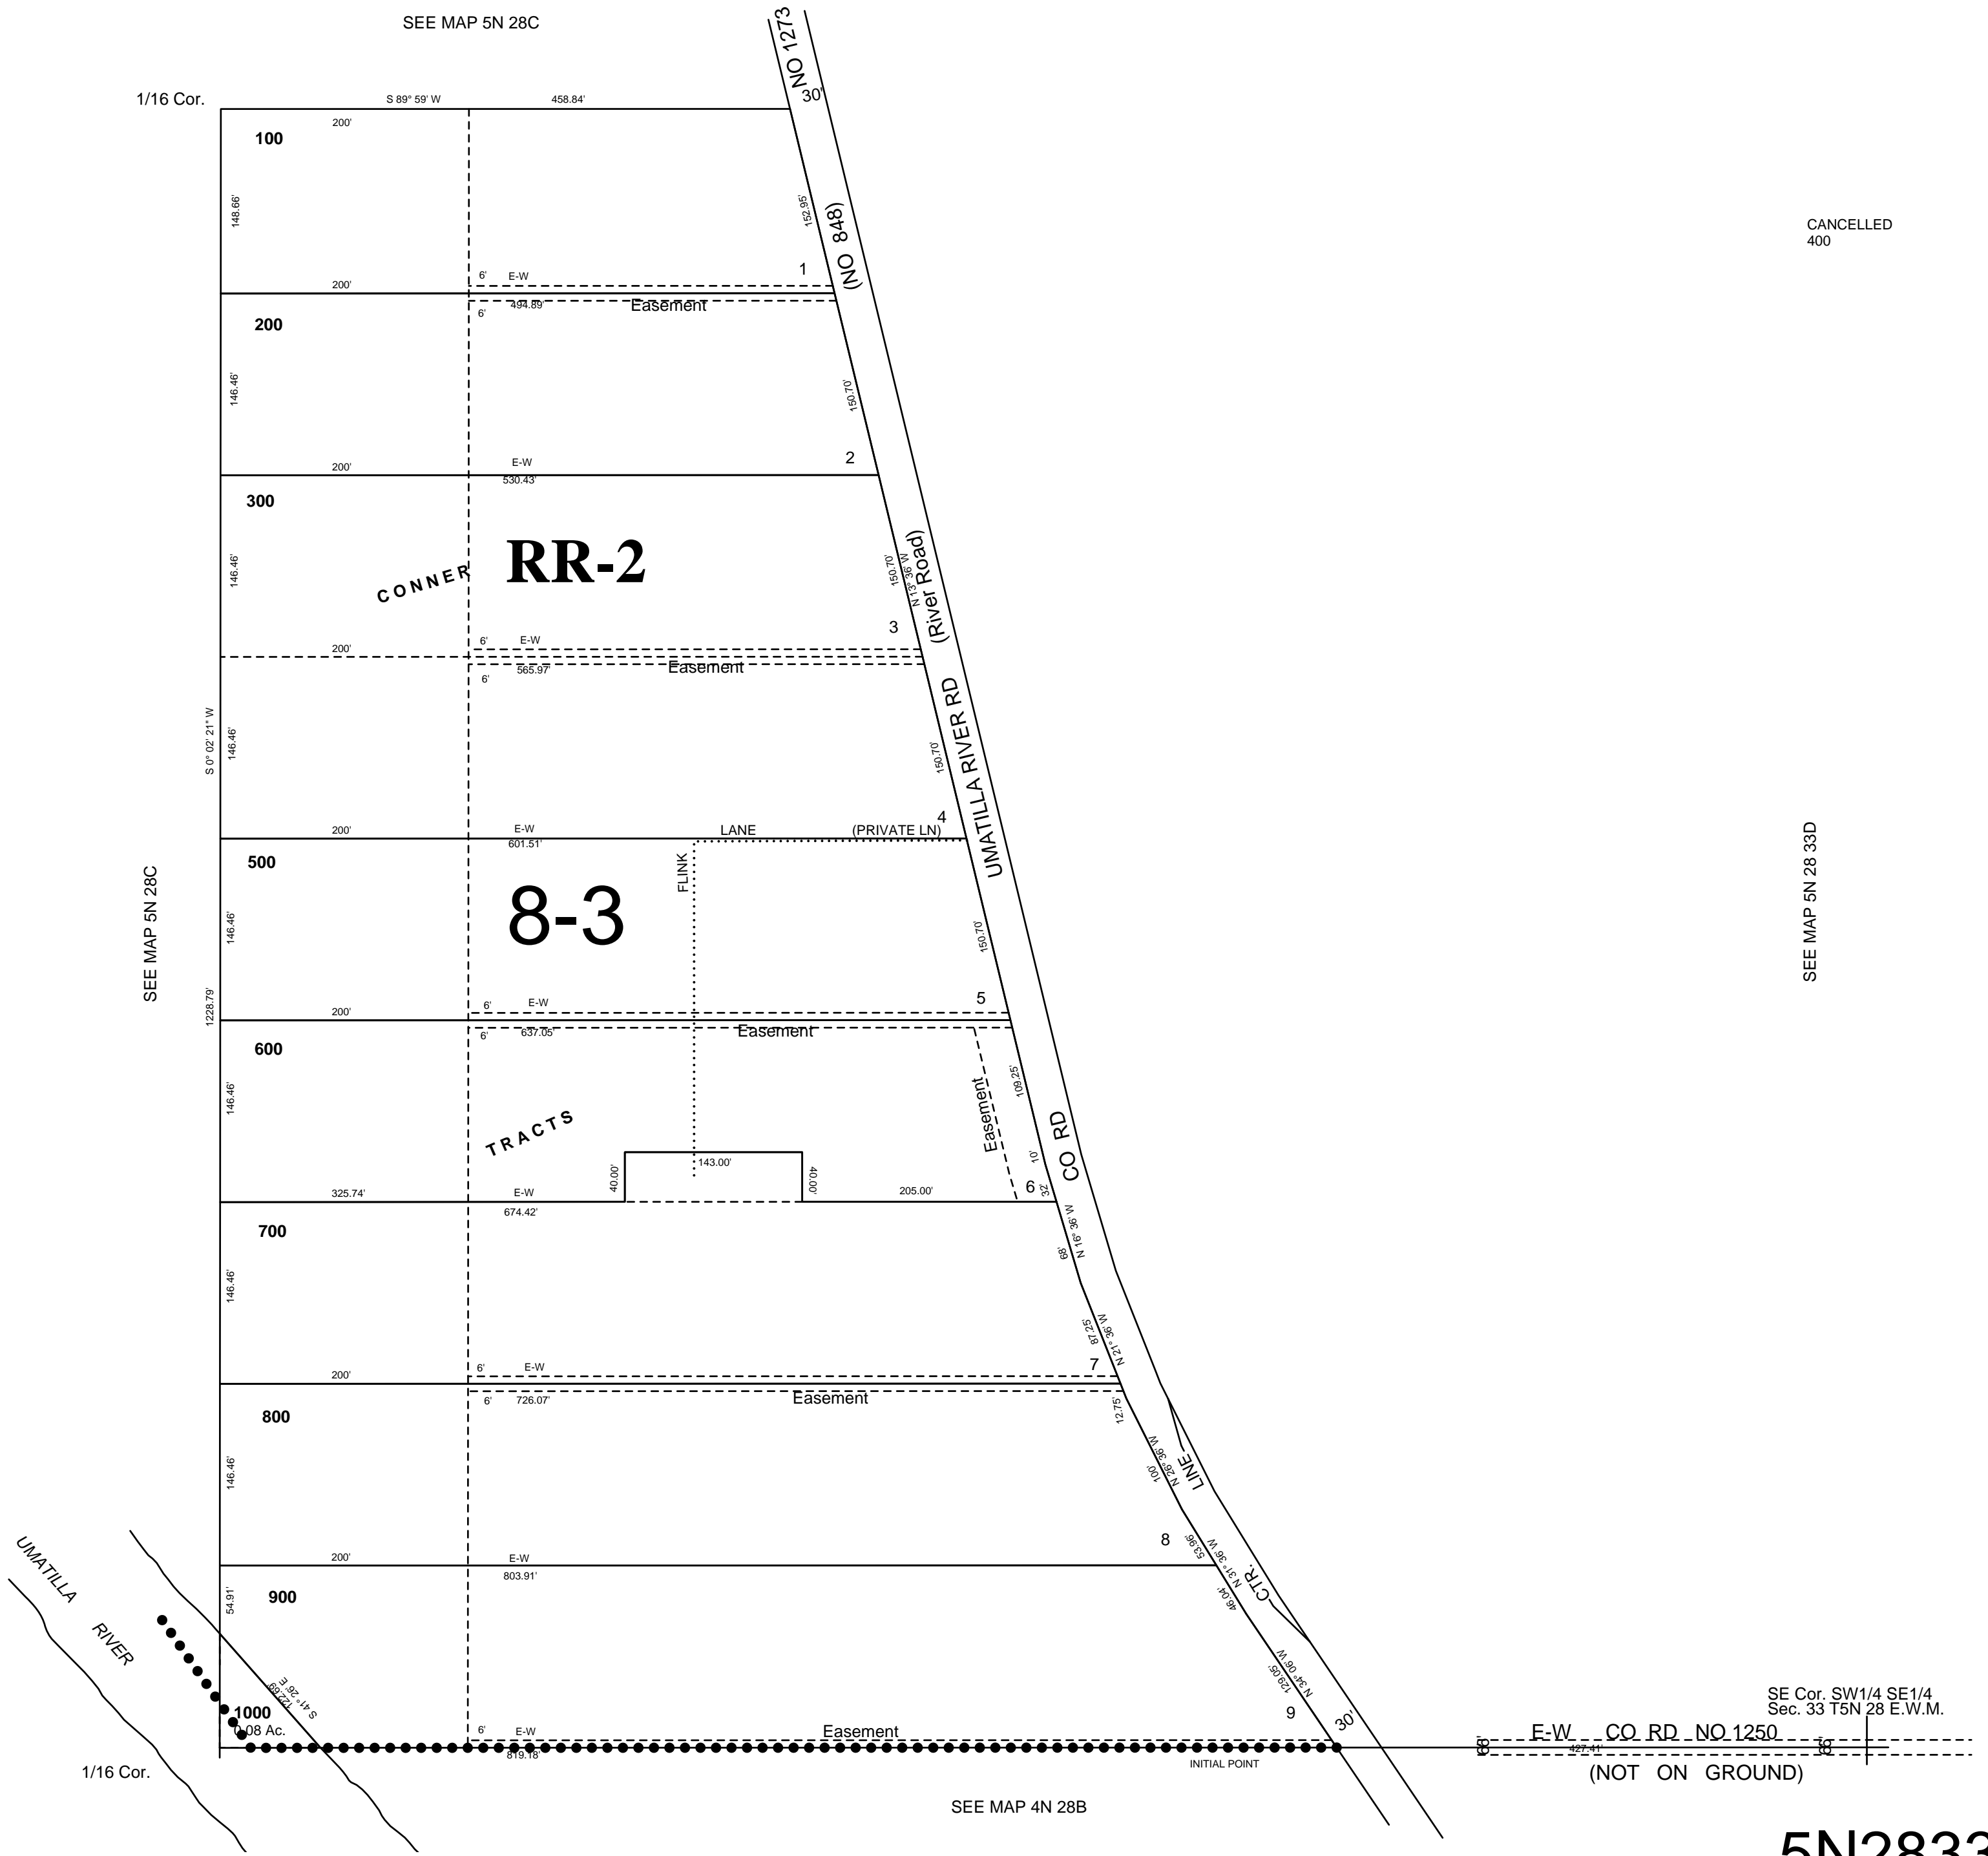 SEE MAP 5N 28C
NO 1273
1/16 Cor.
S 89° 59' W
458.84'
30'
200'
100
148.66'
152.95'
(NO 848)
CANCELLED
400
1
6'
E-W
200'
494.89'
Easement
6'
200
146.46'
150.70'
2
E-W
200'
530.43'
300
RR-2
CONNER
146.46'
150.70'
N 13° 36' W
(River Road)
3
6'
E-W
200'
565.97'
Easement
6'
UMATILLA RIVER RD
S 0° 02' 21" W
146.46'
150.70'
4
200'
E-W
LANE
(PRIVATE LN)
601.51'
500
FLINK
SEE MAP 5N 28C
SEE MAP 5N 28 33D
8-3
146.46'
150.70'
1228.79'
5
6'
E-W
200'
637.05'
Easement
6'
600
146.46'
109.25'
Easement
TRACTS
CO RD
10'
40.00'
143.00'
40.00'
325.74'
E-W
205.00'
6
32'
674.42'
700
68'
N 16° 36' W
146.46'
87.25'
N 21° 36' W
7
6'
E-W
200'
6'
726.07'
Easement
12.75'
800
146.46'
100'
N 26° 36' W
LINE
8
53.96'
N 31° 36' W
200'
E-W
803.91'
CTR.
UMATILLA
RIVER
54.91'
900
46.04'
129.05'
N 34° 06' W
122.69'
S 41° 26' E
1000
0.08 Ac.
9
30'
SE Cor. SW1/4 SE1/4
Sec. 33 T5N 28 E.W.M.
6'
E-W
Easement
819.18'
INITIAL POINT
66'
E-W CO RD NO 1250
427.41'
66'
(NOT ON GROUND)
1/16 Cor.
SEE MAP 4N 28B
5N2833